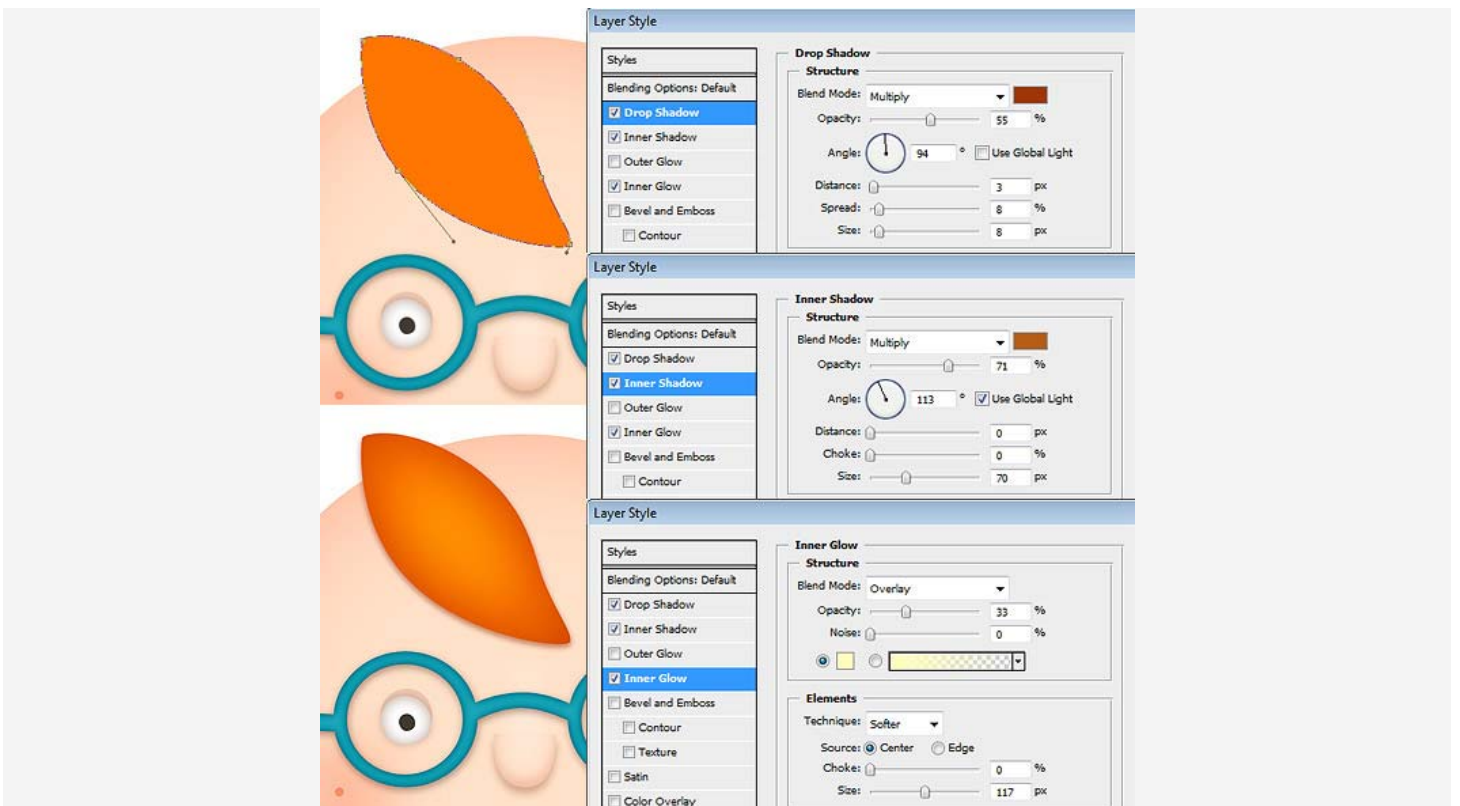 Layer Style
Styles
Blending Options: Default
Drop Shadow
Inner Shadow
Outer Glow
Inner Glow
Bevel and Emboss
Contour
Drop Shadow
Structure
Blend Mode: Multiply
Opacity: 55 %
Angle: 94 ° Use Global Light
Distance: 3 px
Spread: 8 %
Size: 8 px
Layer Style
Styles
Blending Options: Default
Drop Shadow
Inner Shadow
Outer Glow
Inner Glow
Bevel and Emboss
Contour
Inner Shadow
Structure
Blend Mode: Multiply
Opacity: 71 %
Angle: 113 ° Use Global Light
Distance: 0 px
Choke: 0 %
Size: 70 px
Layer Style
Styles
Blending Options: Default
Drop Shadow
Inner Shadow
Outer Glow
Inner Glow
Bevel and Emboss
Contour
Texture
Satin
Color Overlay
Inner Glow
Structure
Blend Mode: Overlay
Opacity: 33 %
Noise: 0 %
Elements
Technique: Softer
Source: Center Edge
Choke: 0 %
Size: 117 px